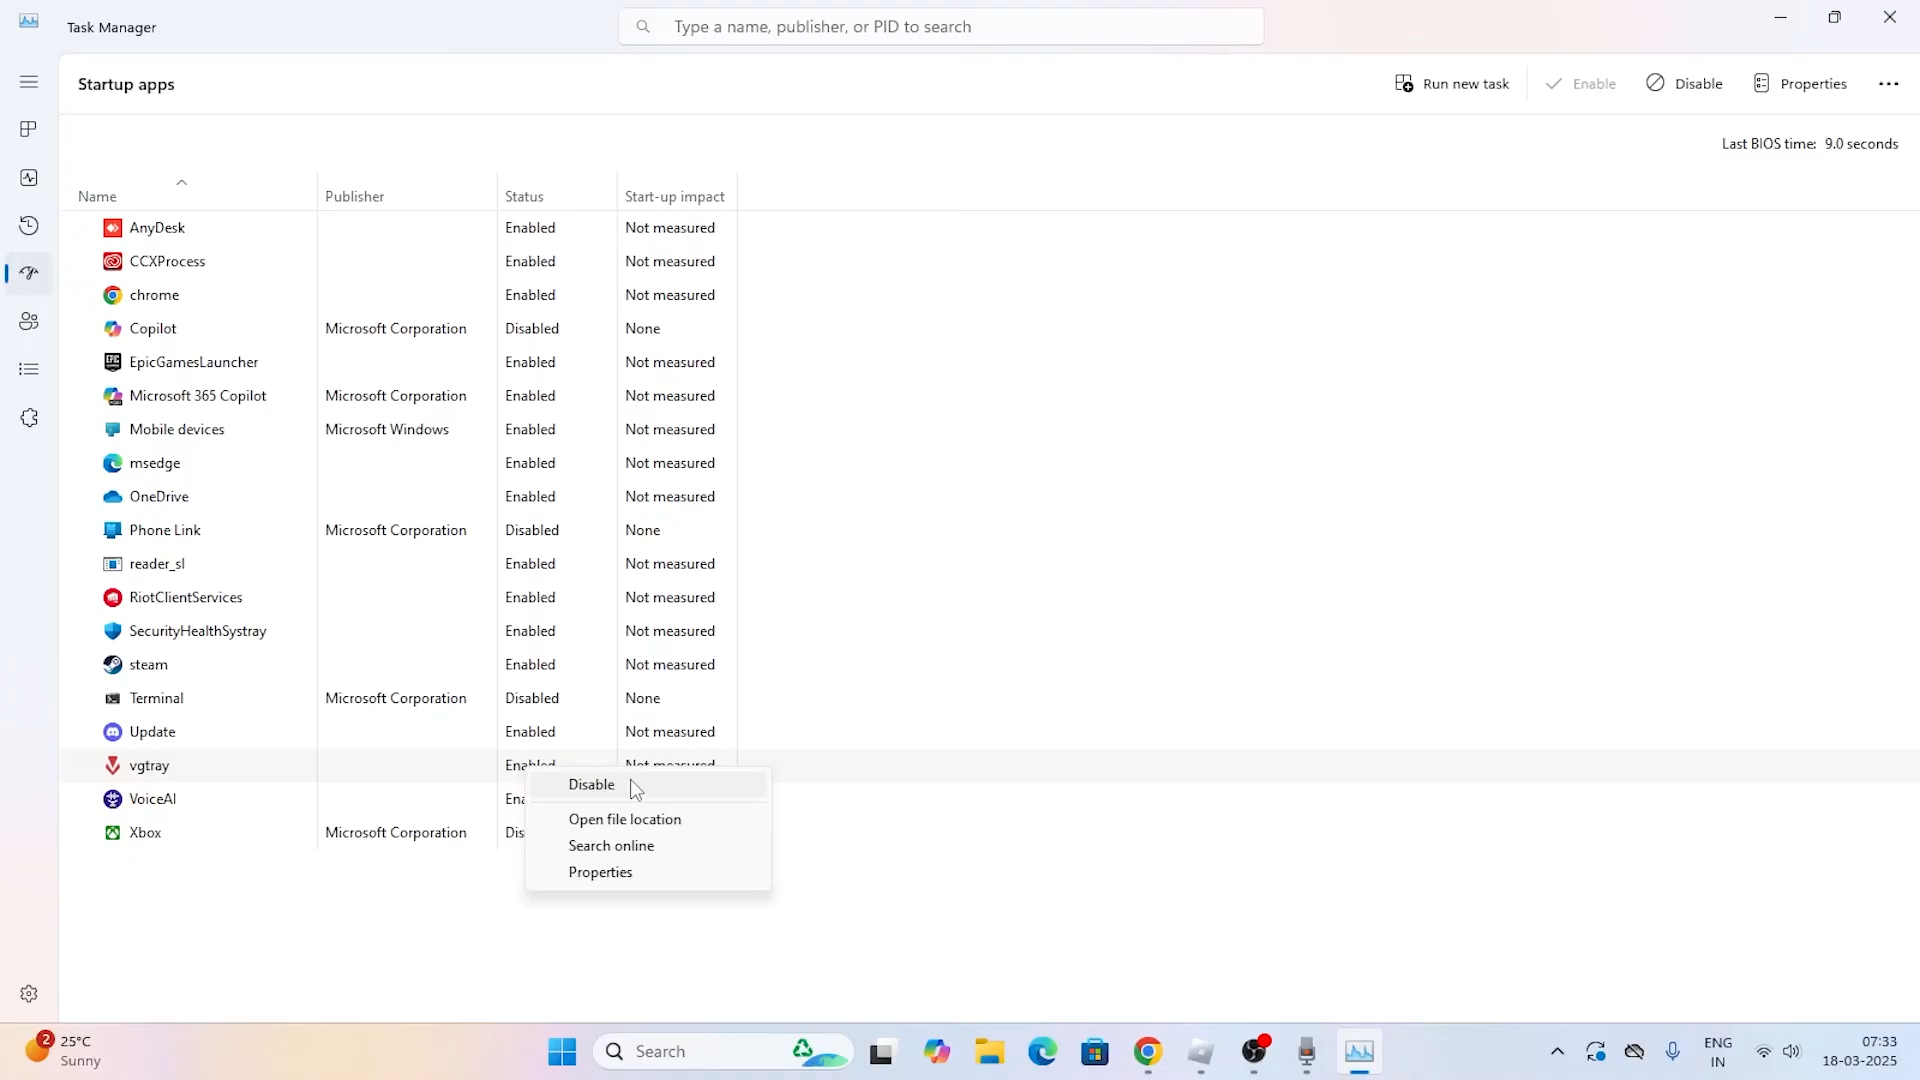 Task Manager
Type a name, publisher, or PID to search
Startup apps
Run new task
Enable
Disable
Properties
Last BIOS time: 9.0 seconds
Name Publisher Status Start-up impact
AnyDesk Enabled Not measured
CCXProcess Enabled Not measured
chrome Enabled Not measured
Copilot Microsoft Corporation Disabled None
EpicGamesLauncher Enabled Not measured
Microsoft 365 Copilot Microsoft Corporation Enabled Not measured
Mobile devices Microsoft Windows Enabled Not measured
msedge Enabled Not measured
OneDrive Enabled Not measured
Phone Link Microsoft Corporation Disabled None
reader_sl Enabled Not measured
RiotClientServices Enabled Not measured
SecurityHealthSystray Enabled Not measured
steam Enabled Not measured
Terminal Microsoft Corporation Disabled None
Update Enabled Not measured
vgtray Enabled Not measured
VoiceAI Ena
Xbox Microsoft Corporation Dis
Disable
Open file location
Search online
Properties
2
25°C
Sunny
Search
ENG
IN
07:33
18-03-2025